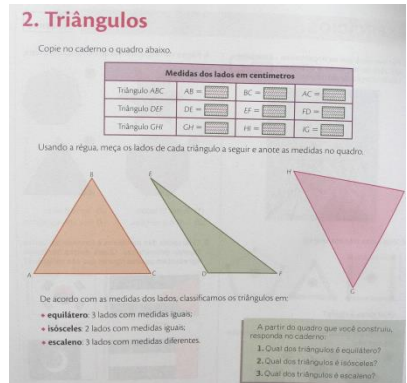 2. Triângulos
Copie no caderno o quadro abaixo.
Medidas dos lados em centímetros
Triângulo ABC AB = BC = AC =
Triângulo DEF DE = EF = FD =
Triângulo GHI GH = HI = IG =
Usando a régua, meça os lados de cada triângulo a seguir e anote as medidas no quadro.
B E H
A C D F
G
De acordo com as medidas dos lados, classificamos os triângulos em:
• equilátero: 3 lados com medidas iguais;
• isósceles: 2 lados com medidas iguais;
• escaleno: 3 lados com medidas diferentes.
A partir do quadro que você construiu,
responda no caderno:
1. Qual dos triângulos é equilátero?
2. Qual dos triângulos é isósceles?
3. Qual dos triângulos é escaleno?